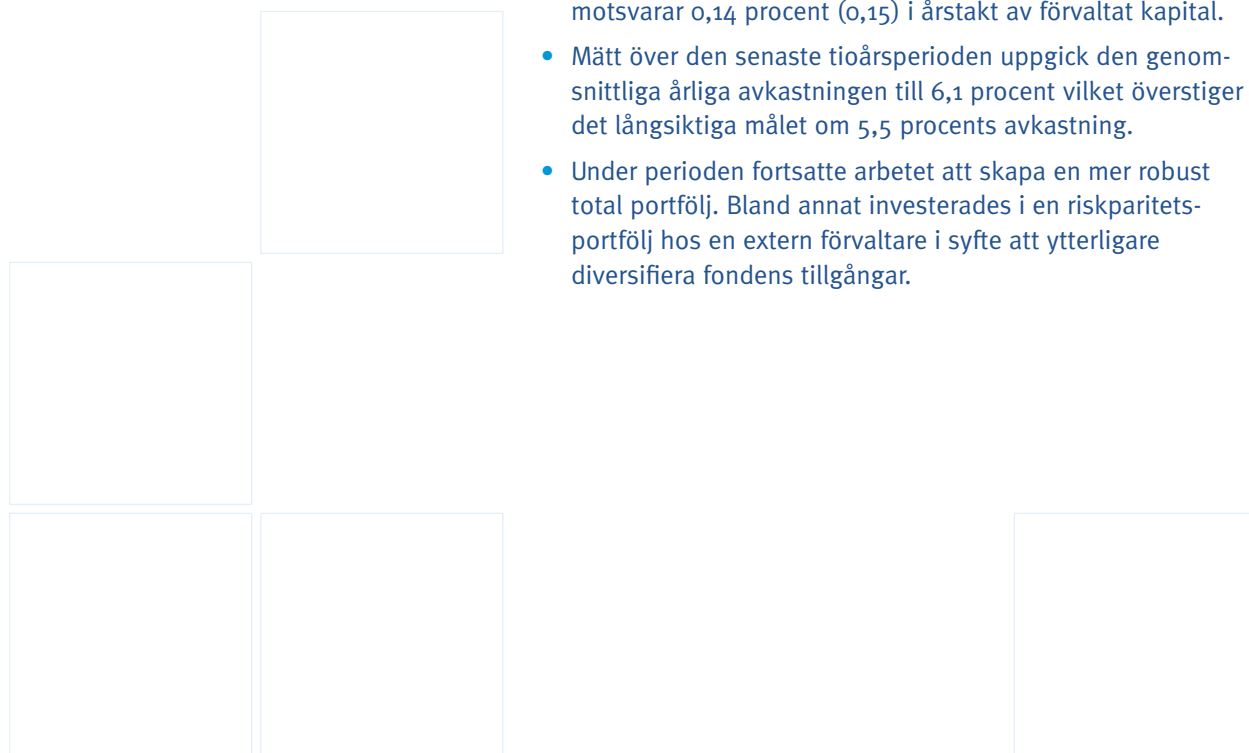 motsvarar 0,14 procent (0,15) i årstakt av förvaltat kapital.
• Mätt över den senaste tioårsperioden uppgick den genom-
snittliga årliga avkastningen till 6,1 procent vilket överstiger
det långsiktiga målet om 5,5 procents avkastning.
• Under perioden fortsatte arbetet att skapa en mer robust
total portfölj. Bland annat investerades i en riskparitets-
portfölj hos en extern förvaltare i syfte att ytterligare
diversifiera fondens tillgångar.